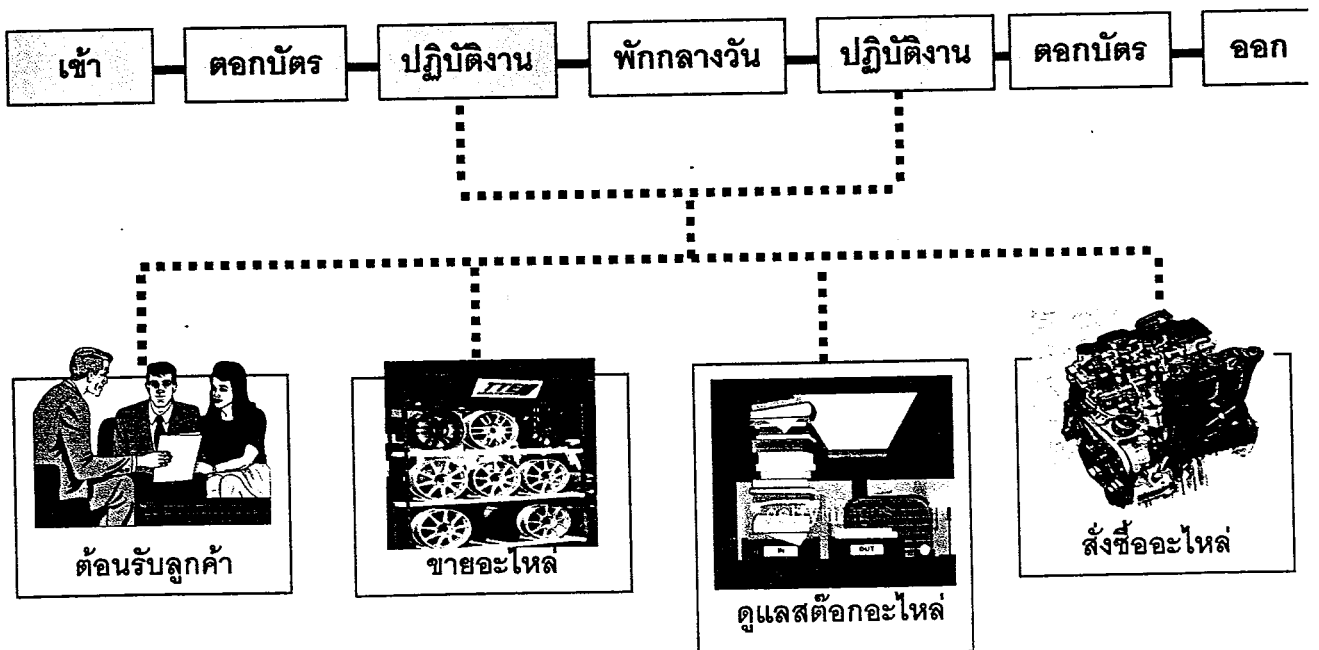 เข้า
ตอกบัตร
ปฏิบัติงาน
พักกลางวัน
ปฏิบัติงาน
ตอกบัตร
ออก
TTE
IN
OUT
ต้อนรับลูกค้า
ขายอะไหล่
ดูแลสต๊อกอะไหล่
สั่งซื้ออะไหล่